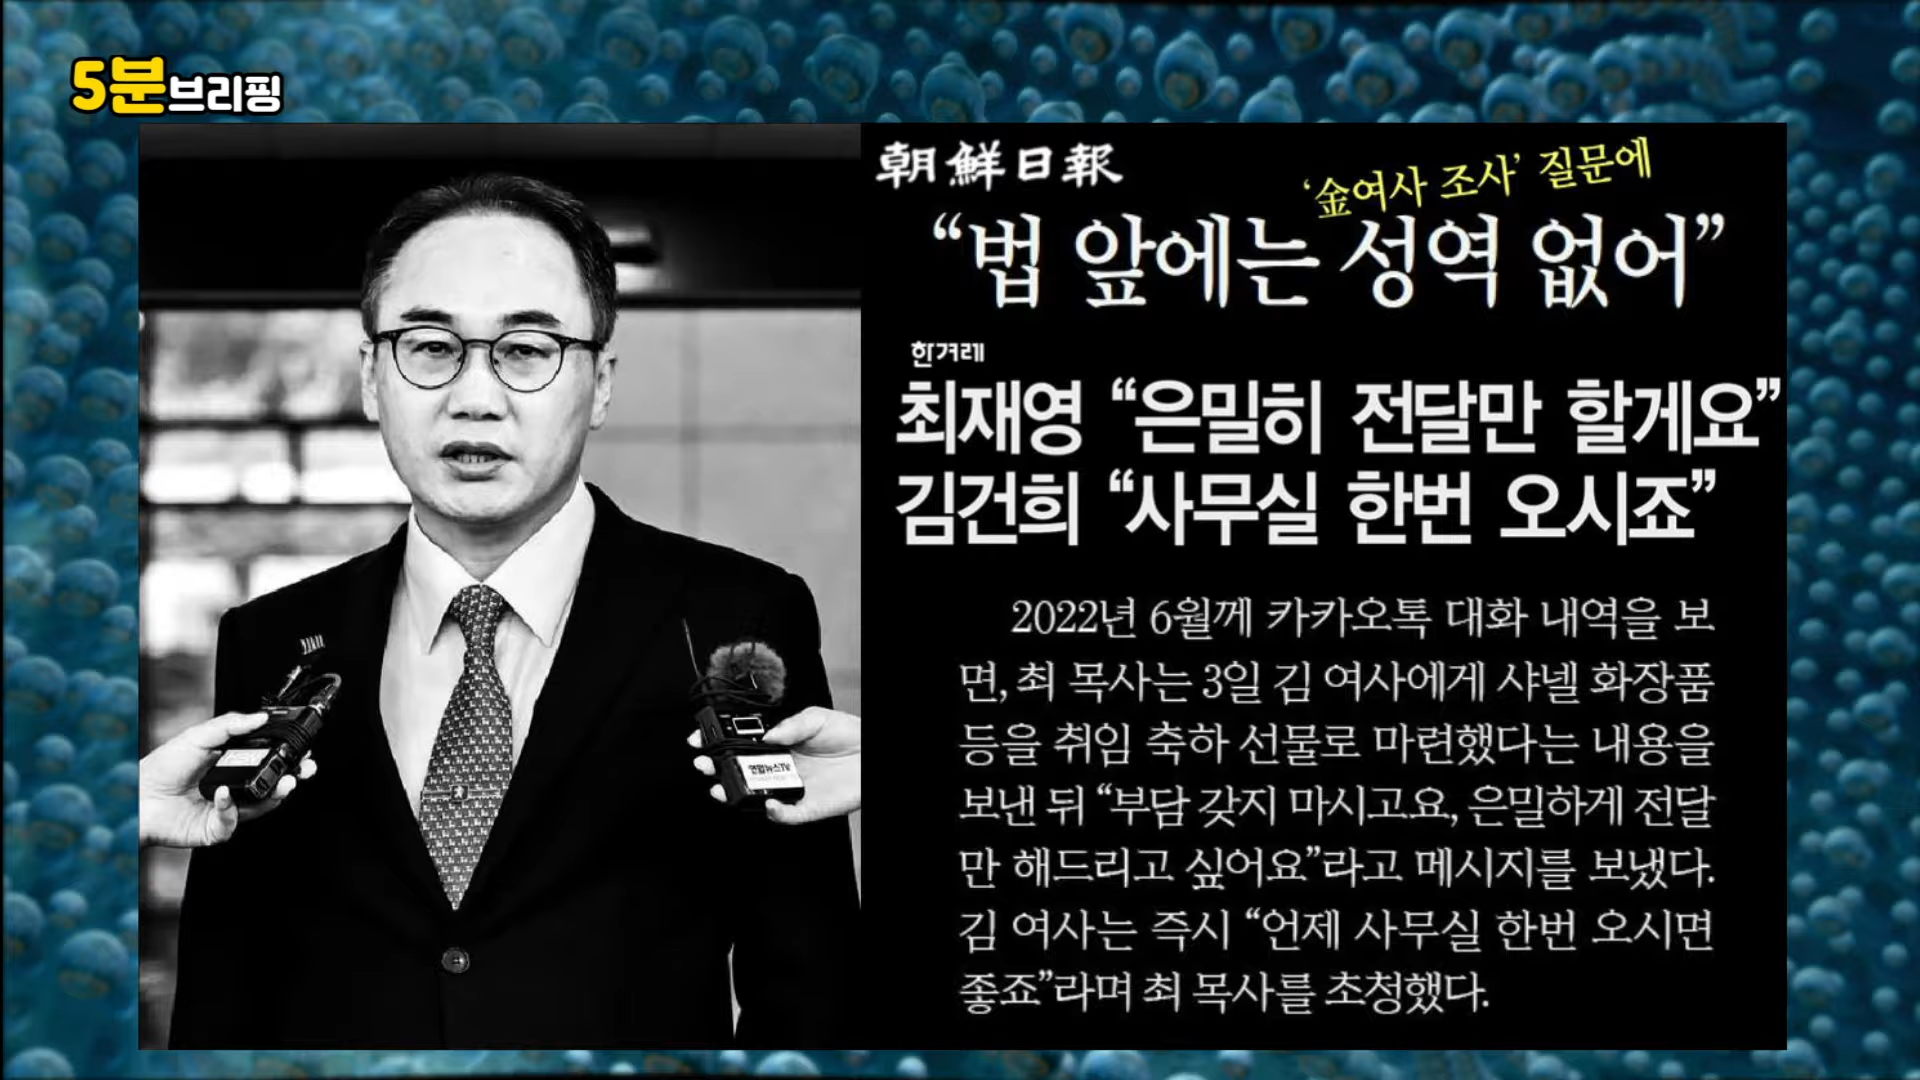 5분브리핑
朝鮮日報
‘金여사 조사’ 질문에
“법 앞에는 성역 없어”
한겨레
최재영 “은밀히 전달만 할게요”
김건희 “사무실 한번 오시죠”
2022년 6월께 카카오톡 대화 내역을 보
면, 최 목사는 3일 김 여사에게 샤넬 화장품
등을 취임 축하 선물로 마련했다는 내용을
보낸 뒤 “부담 갖지 마시고요, 은밀하게 전달
만 해드리고 싶어요”라고 메시지를 보냈다.
김 여사는 즉시 “언제 사무실 한번 오시면
좋죠”라며 최 목사를 초청했다.
연합뉴스TV